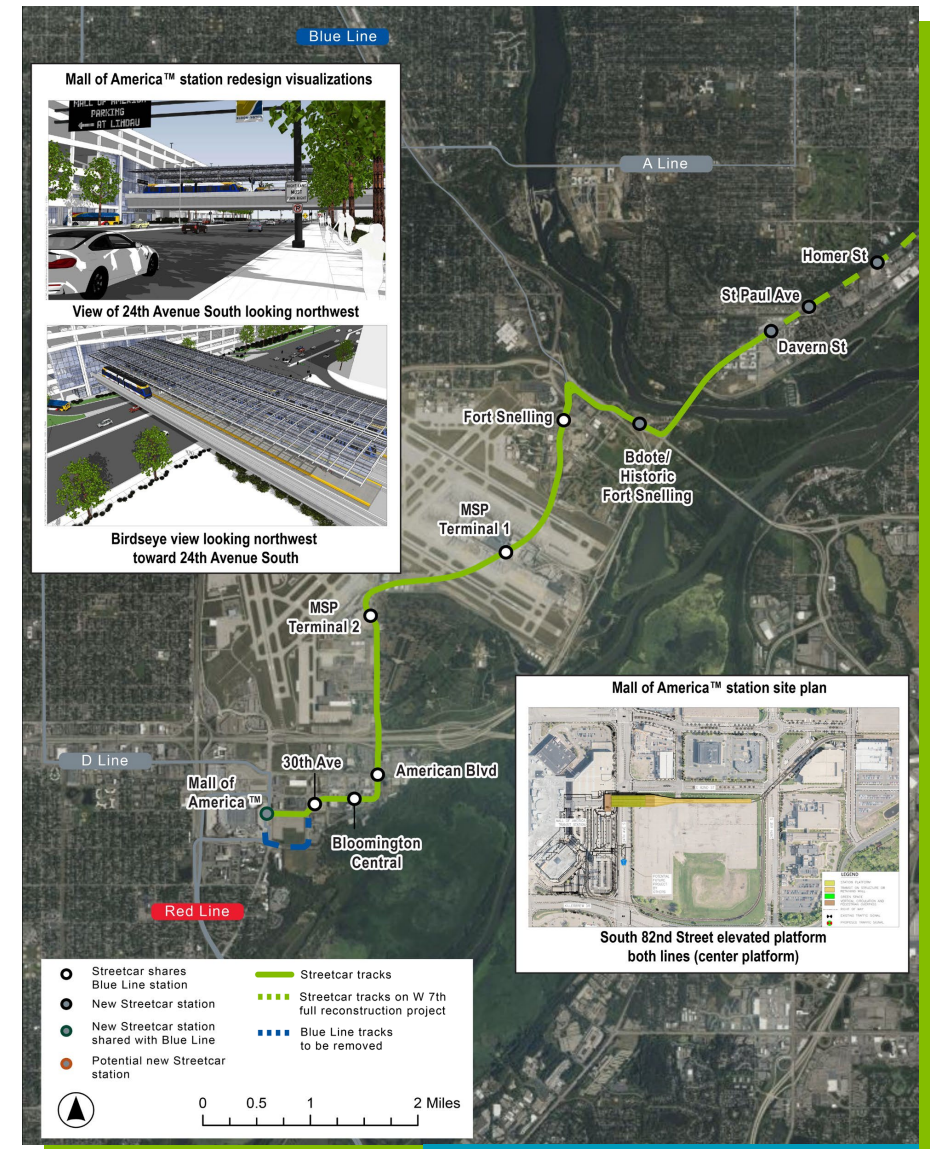 Blue Line
Mall of America™ station redesign visualizations
MALL OF AMERICA
PARKING
AT LINDAU
View of 24th Avenue South looking northwest
Birdseye view looking northwest
toward 24th Avenue South
A Line
Homer St
St Paul Ave
Davern St
Fort Snelling
Bdote/
Historic
Fort Snelling
MSP
Terminal 1
MSP
Terminal 2
D Line
30th Ave
American Blvd
Mall of
America ™
Bloomington
Central
Red Line
Mall of America™ station site plan
LEGEND
STATION PLATFORM
South 82nd Street elevated platform
both lines (center platform)
Streetcar shares
Blue Line station
New Streetcar station
New Streetcar station
shared with Blue Line
Potential new Streetcar
station
Streetcar tracks
Streetcar tracks on W 7th
full reconstruction project
Blue Line tracks
to be removed
0 0.5 1 2 Miles